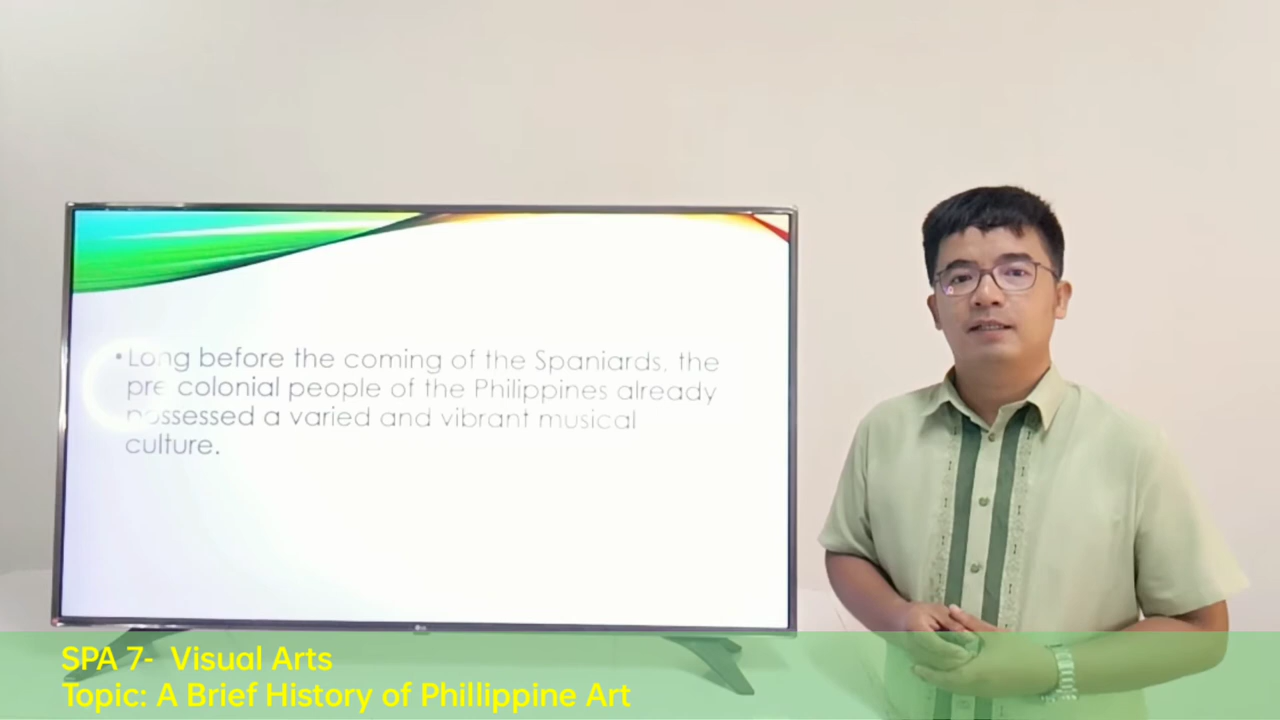 •Long before the coming of the Spaniards, the
pre colonial people of the Philippines already
possessed a varied and vibrant musical
culture.
LG
SPA 7- Visual Arts
Topic: A Brief History of Phillippine Art